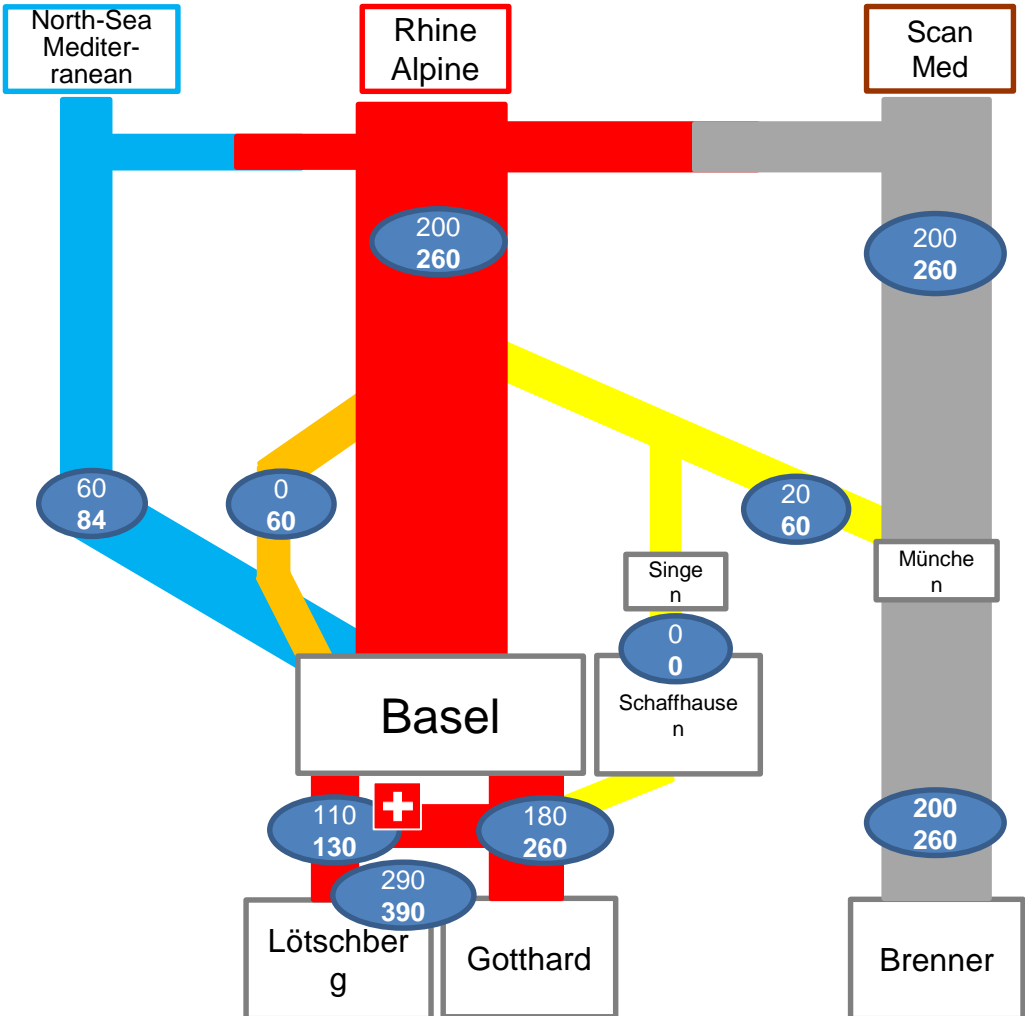 North-Sea
Mediter-
ranean
Rhine
Alpine
Scan
Med
200
260
200
260
60
84
0
60
20
60
Singe
n
Münche
n
0
0
Basel
Schaffhause
n
110
130
180
260
200
260
290
390
Lötschber
g
Gotthard
Brenner